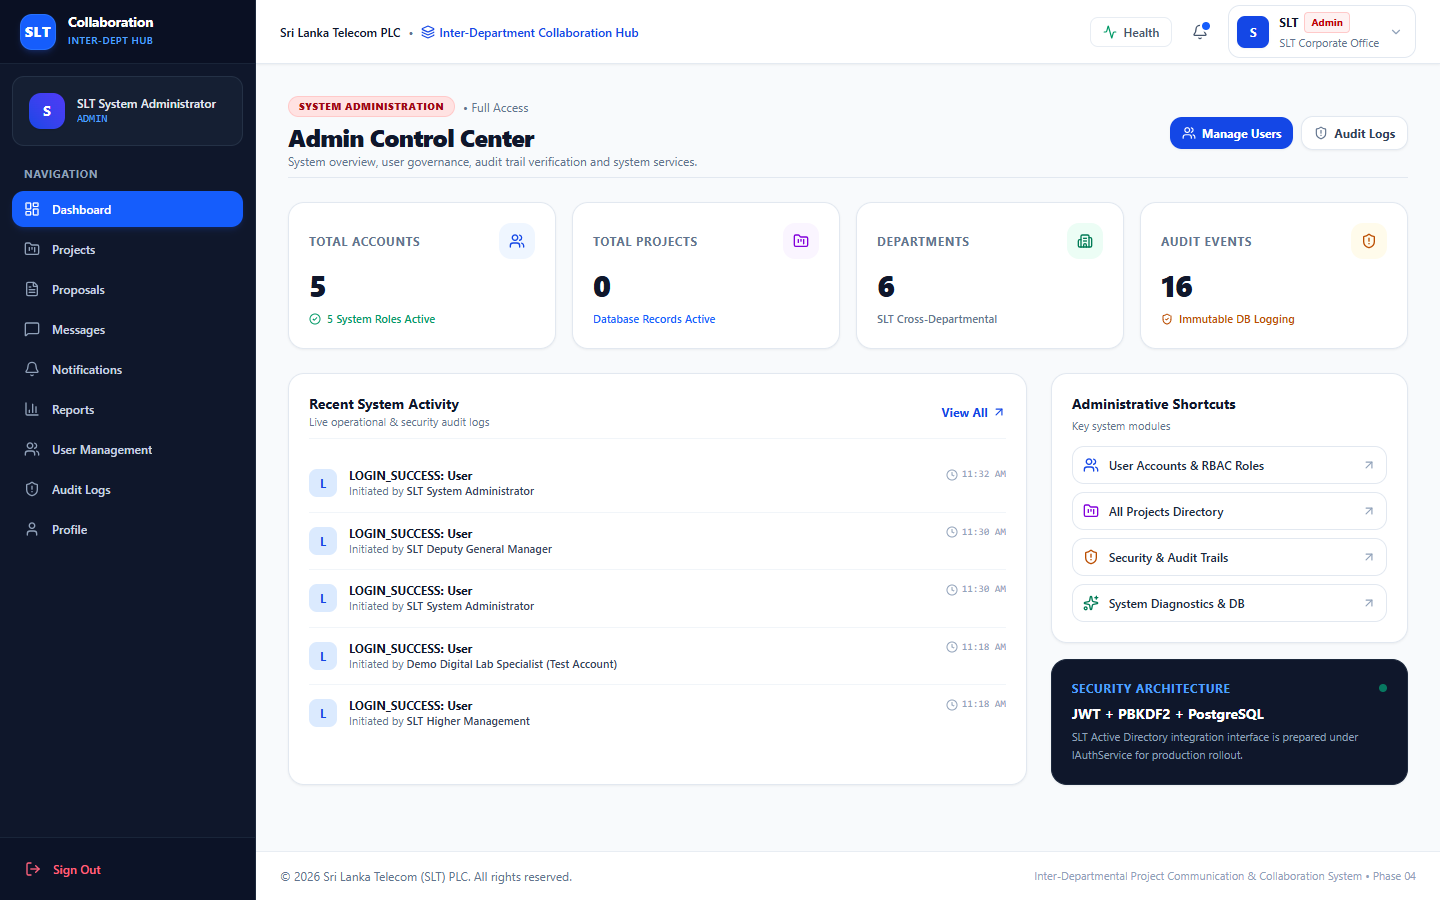 SLT
Collaboration
INTER-DEPT HUB
S
SLT System Administrator
ADMIN
NAVIGATION
Dashboard
Projects
Proposals
Messages
Notifications
Reports
User Management
Audit Logs
Profile
Sign Out
Sri Lanka Telecom PLC • Inter-Department Collaboration Hub
Health
S
SLT Admin
SLT Corporate Office
SYSTEM ADMINISTRATION • Full Access
Admin Control Center
System overview, user governance, audit trail verification and system services.
Manage Users
Audit Logs
TOTAL ACCOUNTS
5
5 System Roles Active
TOTAL PROJECTS
0
Database Records Active
DEPARTMENTS
6
SLT Cross-Departmental
AUDIT EVENTS
16
Immutable DB Logging
Recent System Activity
Live operational & security audit logs
View All
L
LOGIN_SUCCESS: User
Initiated by SLT System Administrator
11:32 AM
L
LOGIN_SUCCESS: User
Initiated by SLT Deputy General Manager
11:30 AM
L
LOGIN_SUCCESS: User
Initiated by SLT System Administrator
11:30 AM
L
LOGIN_SUCCESS: User
Initiated by Demo Digital Lab Specialist (Test Account)
11:18 AM
L
LOGIN_SUCCESS: User
Initiated by SLT Higher Management
11:18 AM
Administrative Shortcuts
Key system modules
User Accounts & RBAC Roles
All Projects Directory
Security & Audit Trails
System Diagnostics & DB
SECURITY ARCHITECTURE
JWT + PBKDF2 + PostgreSQL
SLT Active Directory integration interface is prepared under
IAuthService for production rollout.
© 2026 Sri Lanka Telecom (SLT) PLC. All rights reserved.
Inter-Departmental Project Communication & Collaboration System • Phase 04